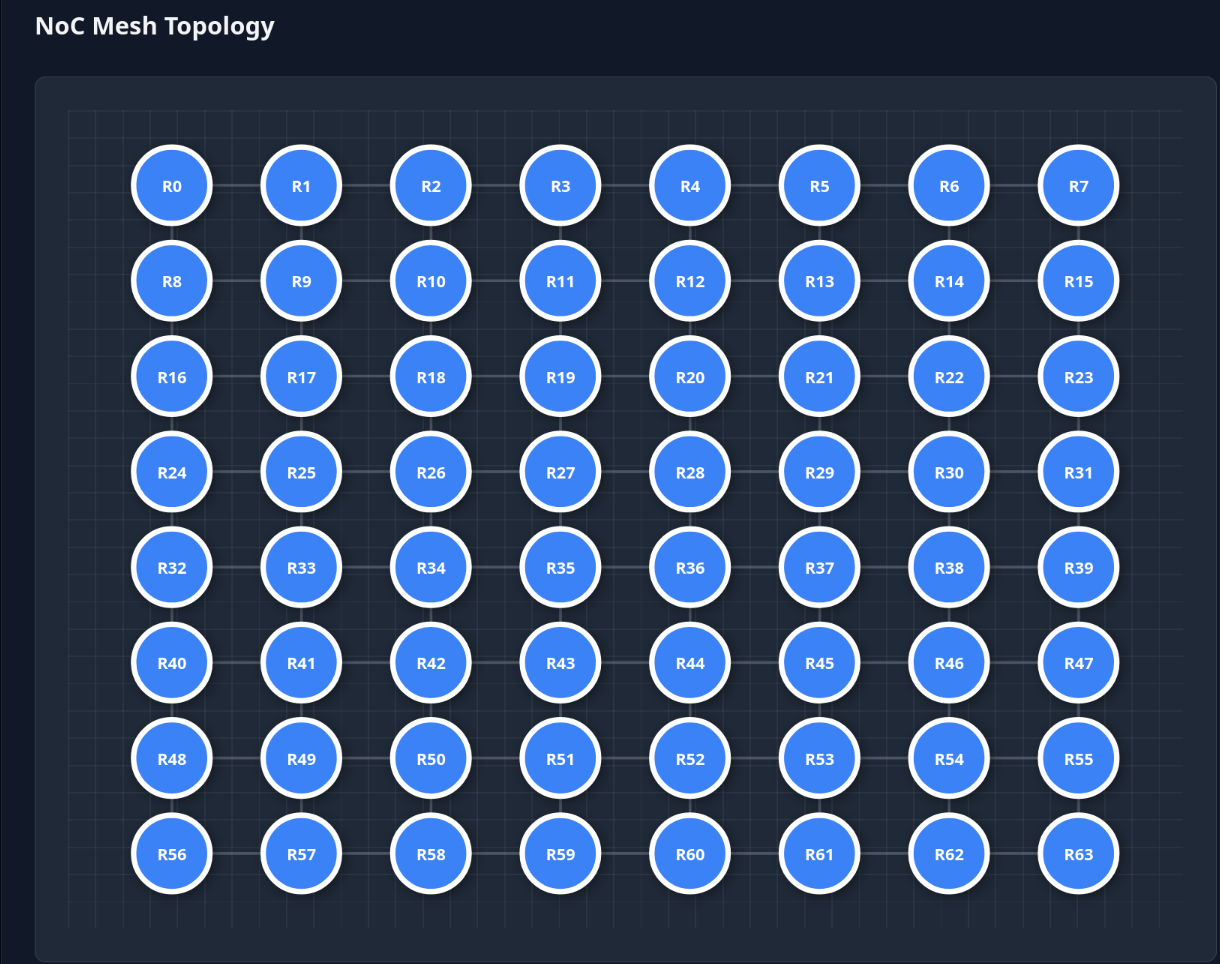 NoC Mesh Topology
R0 R1 R2 R3 R4 R5 R6 R7
R8 R9 R10 R11 R12 R13 R14 R15
R16 R17 R18 R19 R20 R21 R22 R23
R24 R25 R26 R27 R28 R29 R30 R31
R32 R33 R34 R35 R36 R37 R38 R39
R40 R41 R42 R43 R44 R45 R46 R47
R48 R49 R50 R51 R52 R53 R54 R55
R56 R57 R58 R59 R60 R61 R62 R63